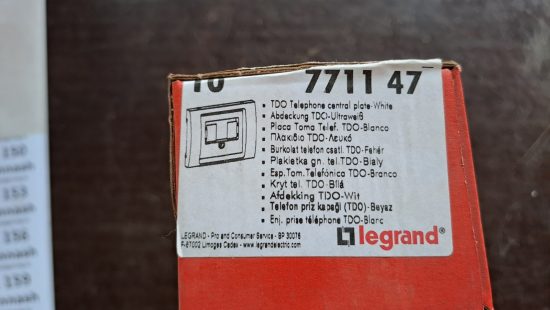 10 7711 47
• TDO Telephone central plate-White
• Abdeckung TDO-Ultraweiß
• Placa Toma Telef. TDO-Blanco
• Πλακίδιο TDO-Λευκό
• Burkolat telefon csatl. TDO-Fehér
• Plakietka gn. tel.TDO-Biały
• Esp.Tom.Telefónica TDO-Branco
• Kryt tel. TDO-Bílá
• Afdekking TDO-Wit
• Telefon priz kapağı (TDO)-Beyaz
• Enj. prise téléphone TDO-Blanc
LEGRAND - Pro and Consumer Service - BP 30076
F-87002 Limoges Cedex - www.legrandelectric.com
legrand®
150
153
156
155